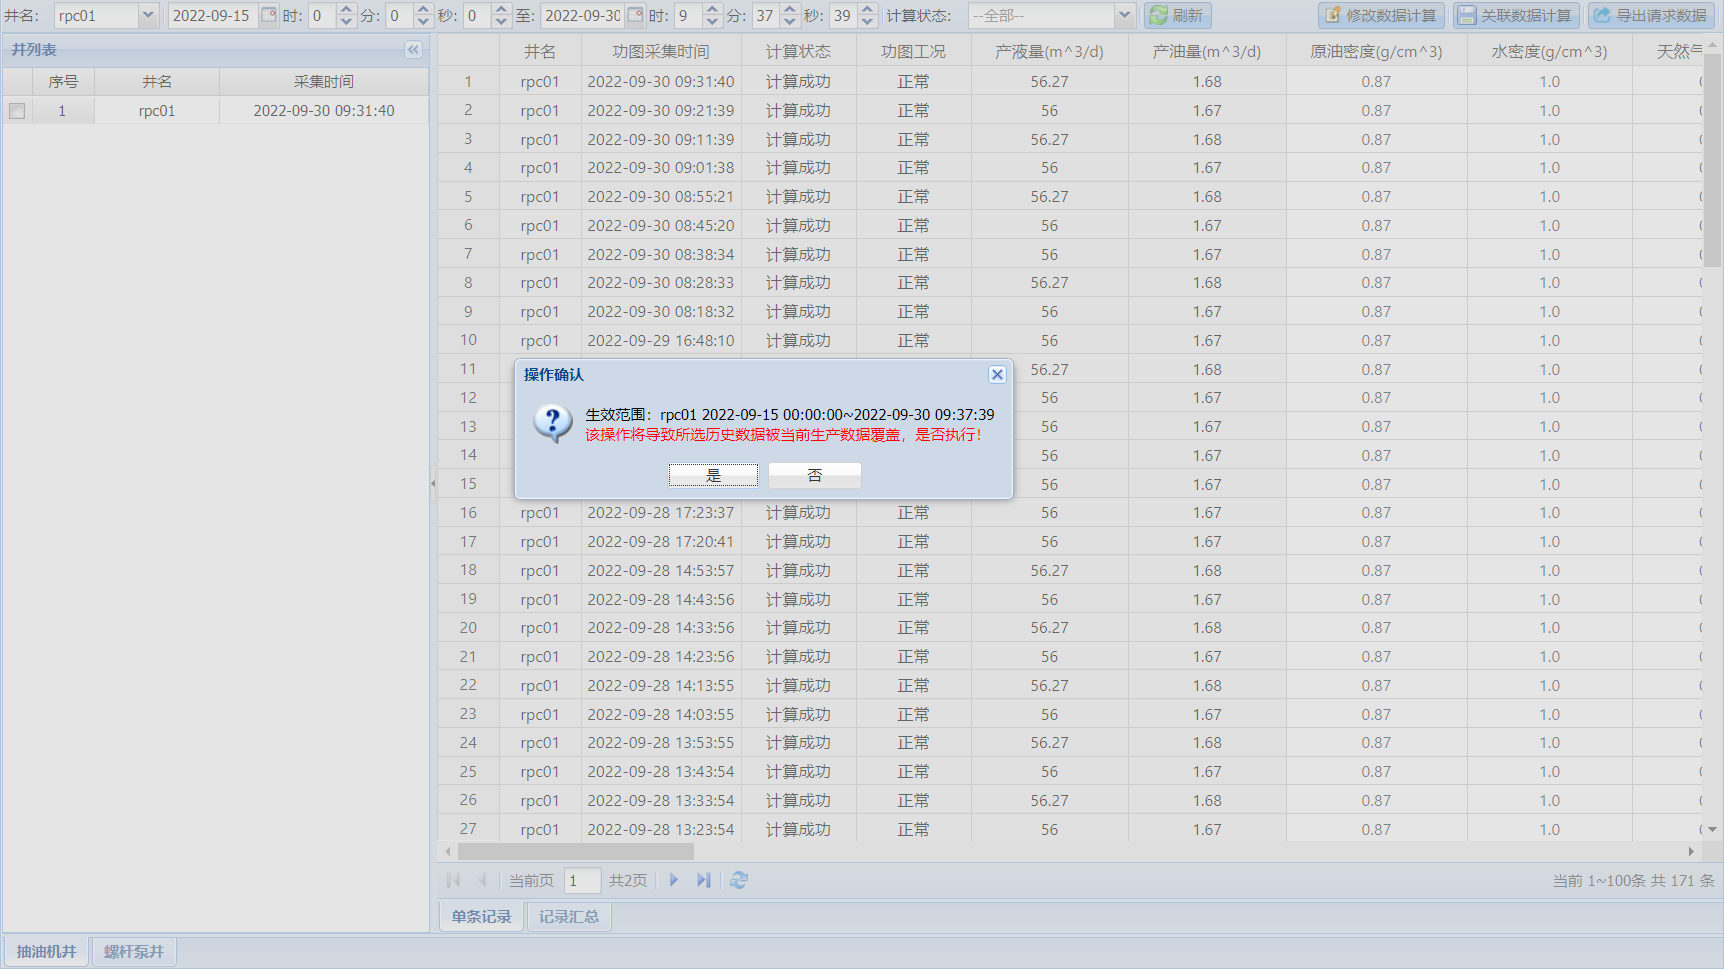 井名: rpc01 2022-09-15 时: 0 分: 0 秒: 0 至: 2022-09-30 时: 9 分: 37 秒: 39 计算状态: --全部-- 刷新 修改数据计算 关联数据计算 导出请求数据
井列表
序号 井名 采集时间
1 rpc01 2022-09-30 09:31:40
井名 功图采集时间 计算状态 功图工况 产液量(m^3/d) 产油量(m^3/d) 原油密度(g/cm^3) 水密度(g/cm^3) 天然
1 rpc01 2022-09-30 09:31:40 计算成功 正常 56.27 1.68 0.87 1.0
2 rpc01 2022-09-30 09:21:39 计算成功 正常 56 1.67 0.87 1.0
3 rpc01 2022-09-30 09:11:39 计算成功 正常 56.27 1.68 0.87 1.0
4 rpc01 2022-09-30 09:01:38 计算成功 正常 56 1.67 0.87 1.0
5 rpc01 2022-09-30 08:55:21 计算成功 正常 56.27 1.68 0.87 1.0
6 rpc01 2022-09-30 08:45:20 计算成功 正常 56 1.67 0.87 1.0
7 rpc01 2022-09-30 08:38:34 计算成功 正常 56 1.67 0.87 1.0
8 rpc01 2022-09-30 08:28:33 计算成功 正常 56.27 1.68 0.87 1.0
9 rpc01 2022-09-30 08:18:32 计算成功 正常 56 1.67 0.87 1.0
10 rpc01 2022-09-29 16:48:10 计算成功 正常 56 1.67 0.87 1.0
11 56.27 1.68 0.87 1.0
12 56 1.67 0.87 1.0
13 56 1.67 0.87 1.0
14 56 1.67 0.87 1.0
15 56 1.67 0.87 1.0
操作确认
生效范围：rpc01 2022-09-15 00:00:00~2022-09-30 09:37:39
该操作将导致所选历史数据被当前生产数据覆盖，是否执行！
是 否
16 rpc01 2022-09-28 17:23:37 计算成功 正常 56 1.67 0.87 1.0
17 rpc01 2022-09-28 17:20:41 计算成功 正常 56 1.67 0.87 1.0
18 rpc01 2022-09-28 14:53:57 计算成功 正常 56.27 1.68 0.87 1.0
19 rpc01 2022-09-28 14:43:56 计算成功 正常 56 1.67 0.87 1.0
20 rpc01 2022-09-28 14:33:56 计算成功 正常 56.27 1.68 0.87 1.0
21 rpc01 2022-09-28 14:23:56 计算成功 正常 56 1.67 0.87 1.0
22 rpc01 2022-09-28 14:13:55 计算成功 正常 56.27 1.68 0.87 1.0
23 rpc01 2022-09-28 14:03:55 计算成功 正常 56 1.67 0.87 1.0
24 rpc01 2022-09-28 13:53:55 计算成功 正常 56.27 1.68 0.87 1.0
25 rpc01 2022-09-28 13:43:54 计算成功 正常 56 1.67 0.87 1.0
26 rpc01 2022-09-28 13:33:54 计算成功 正常 56.27 1.68 0.87 1.0
27 rpc01 2022-09-28 13:23:54 计算成功 正常 56 1.67 0.87 1.0
当前页 1 共2页 当前 1~100条 共 171 条
单条记录 记录汇总
抽油机井 螺杆泵井